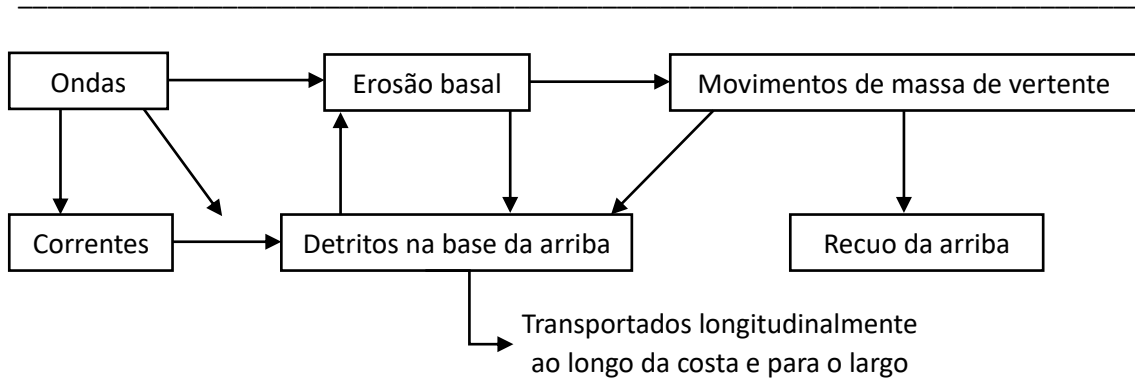 Ondas
Erosão basal
Movimentos de massa de vertente
Correntes
Detritos na base da arriba
Recuo da arriba
Transportados longitudinalmente
ao longo da costa e para o largo